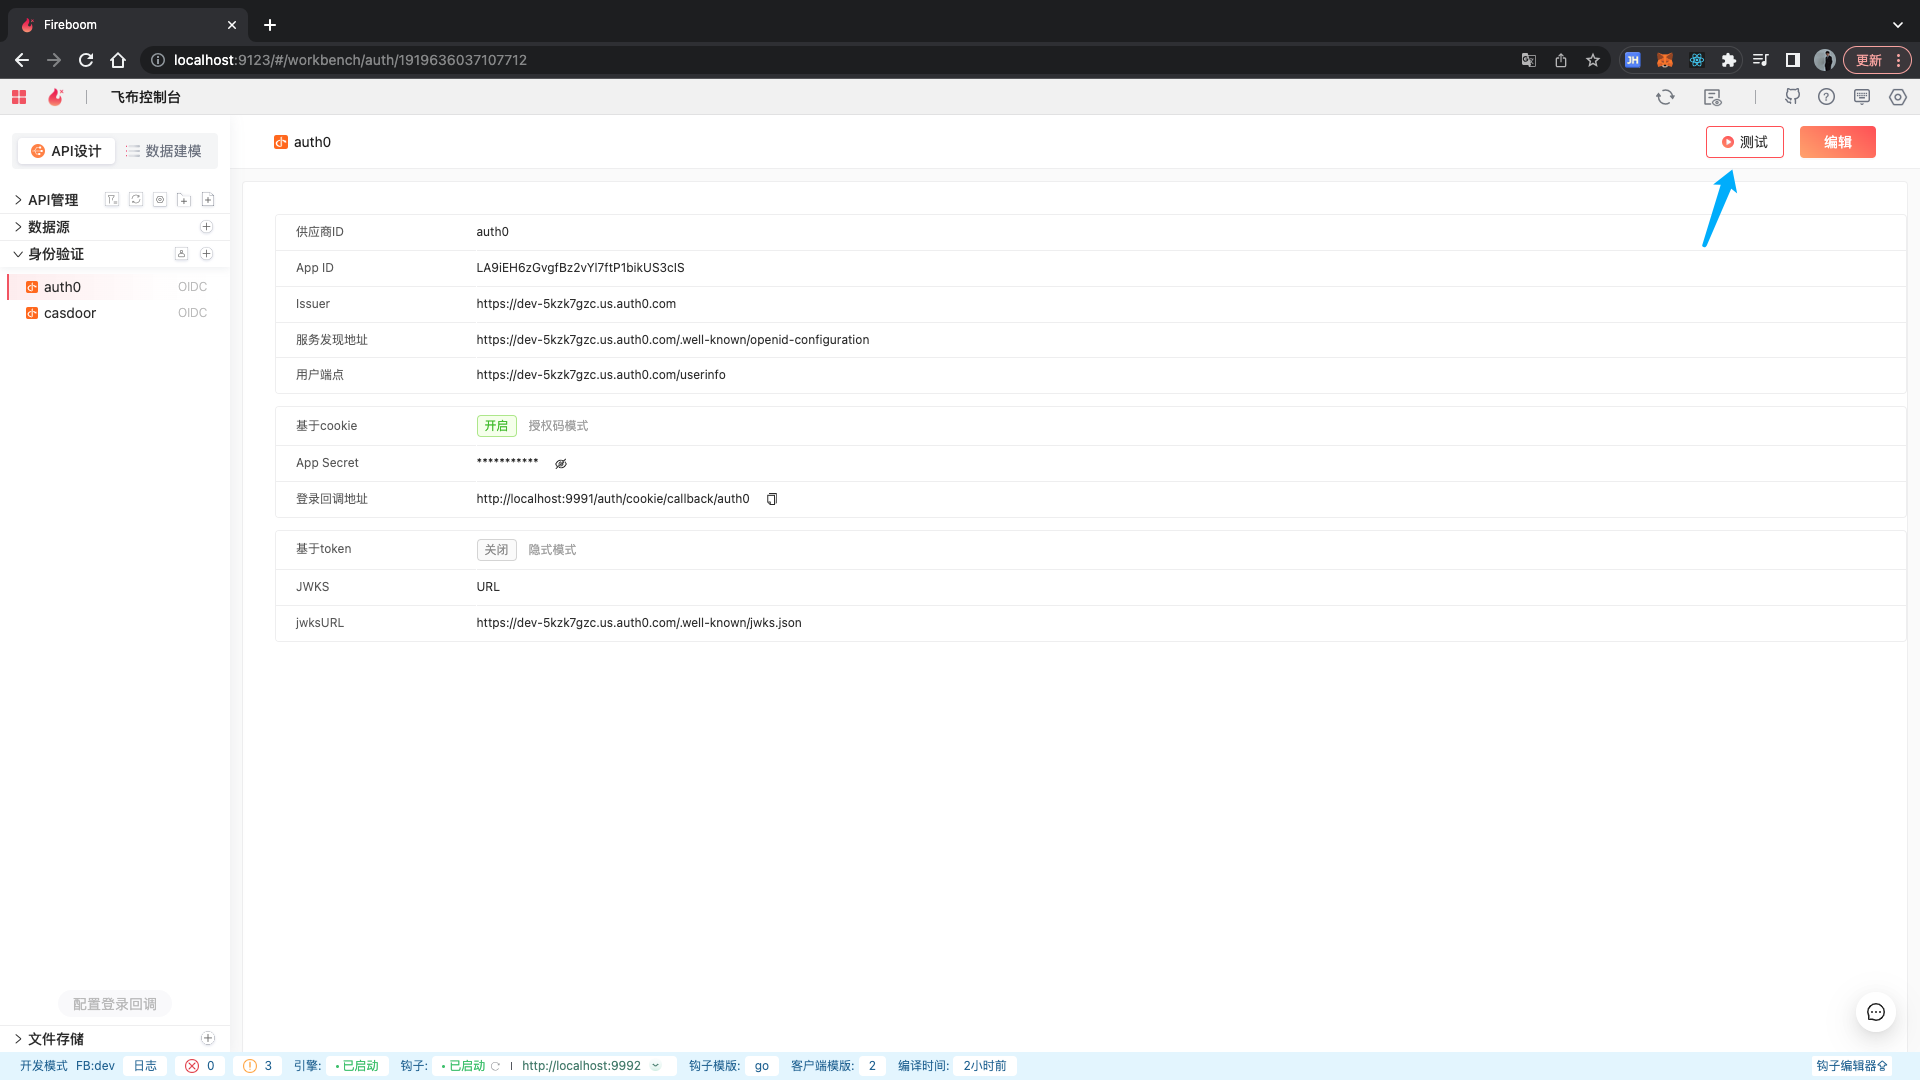 Fireboom
localhost:9123/#/workbench/auth/1919636037107712
JH
更新
飞布控制台
API设计
数据建模
auth0
测试
编辑
API管理
数据源
身份验证
auth0 OIDC
casdoor OIDC
供应商ID auth0
App ID LA9iEH6zGvgfBz2vYl7ftP1bikUS3clS
Issuer https://dev-5kzk7gzc.us.auth0.com
服务发现地址 https://dev-5kzk7gzc.us.auth0.com/.well-known/openid-configuration
用户端点 https://dev-5kzk7gzc.us.auth0.com/userinfo
基于cookie 开启 授权码模式
App Secret ***********
登录回调地址 http://localhost:9991/auth/cookie/callback/auth0
基于token 关闭 隐式模式
JWKS URL
jwksURL https://dev-5kzk7gzc.us.auth0.com/.well-known/jwks.json
配置登录回调
文件存储
开发模式 FB:dev 日志 0 3 引擎: 已启动 钩子: 已启动 http://localhost:9992 钩子模版: go 客户端模版: 2 编译时间: 2小时前 钩子编辑器